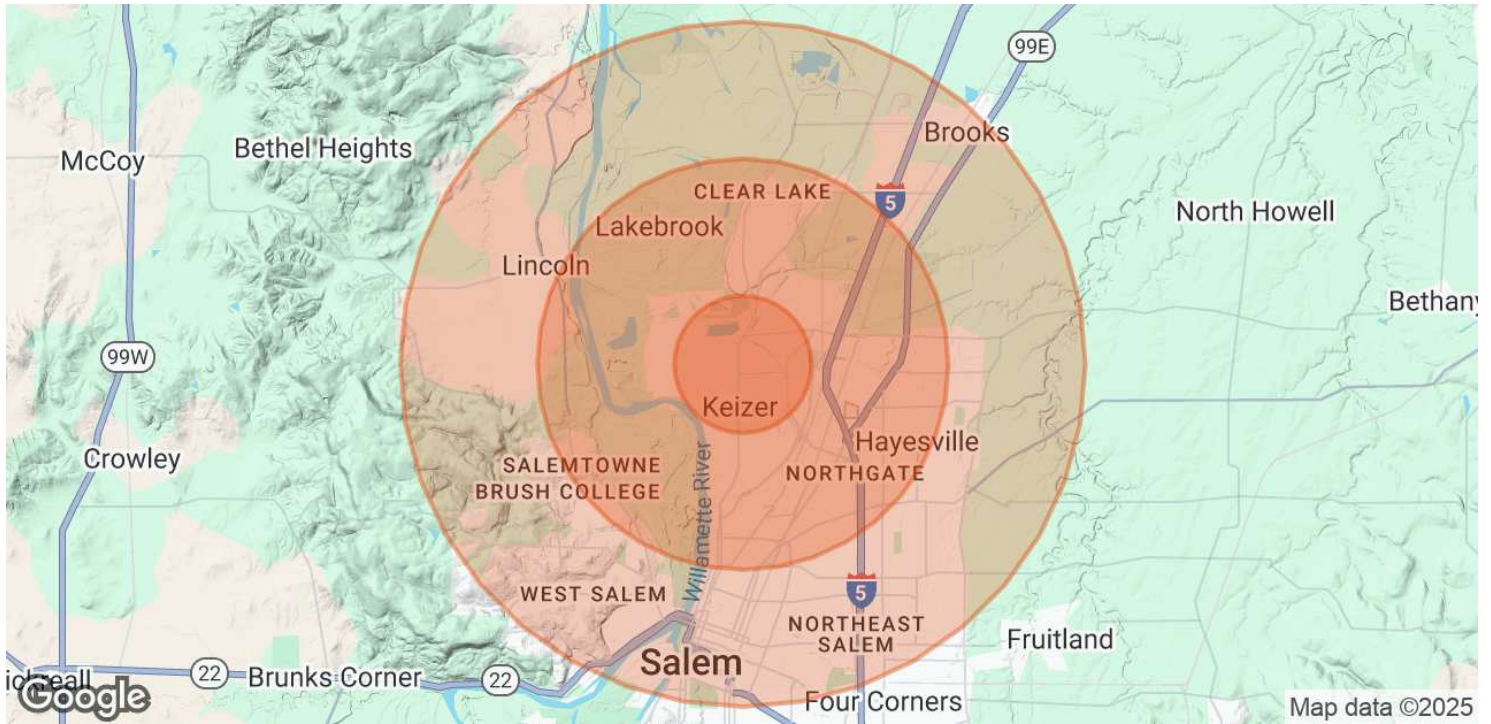 99E
Brooks
Bethel Heights
McCoy
CLEAR LAKE
5
North Howell
Lakebrook
Lincoln
Bethany
99W
Keizer
Hayesville
Crowley
SALEMTOWNE
BRUSH COLLEGE
NORTHGATE
Willamette River
WEST SALEM
5
NORTHEAST
SALEM
Fruitland
Salem
22
Brunks Corner
22
Four Corners
Google
Map data ©2025